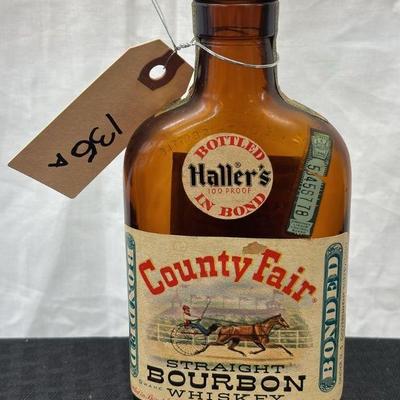 136 A
BOTTLED
Haller's®
100 PROOF
IN BOND
County Fair®
BONDED
BONDED
STRAIGHT
BOURBON
WHISKEY